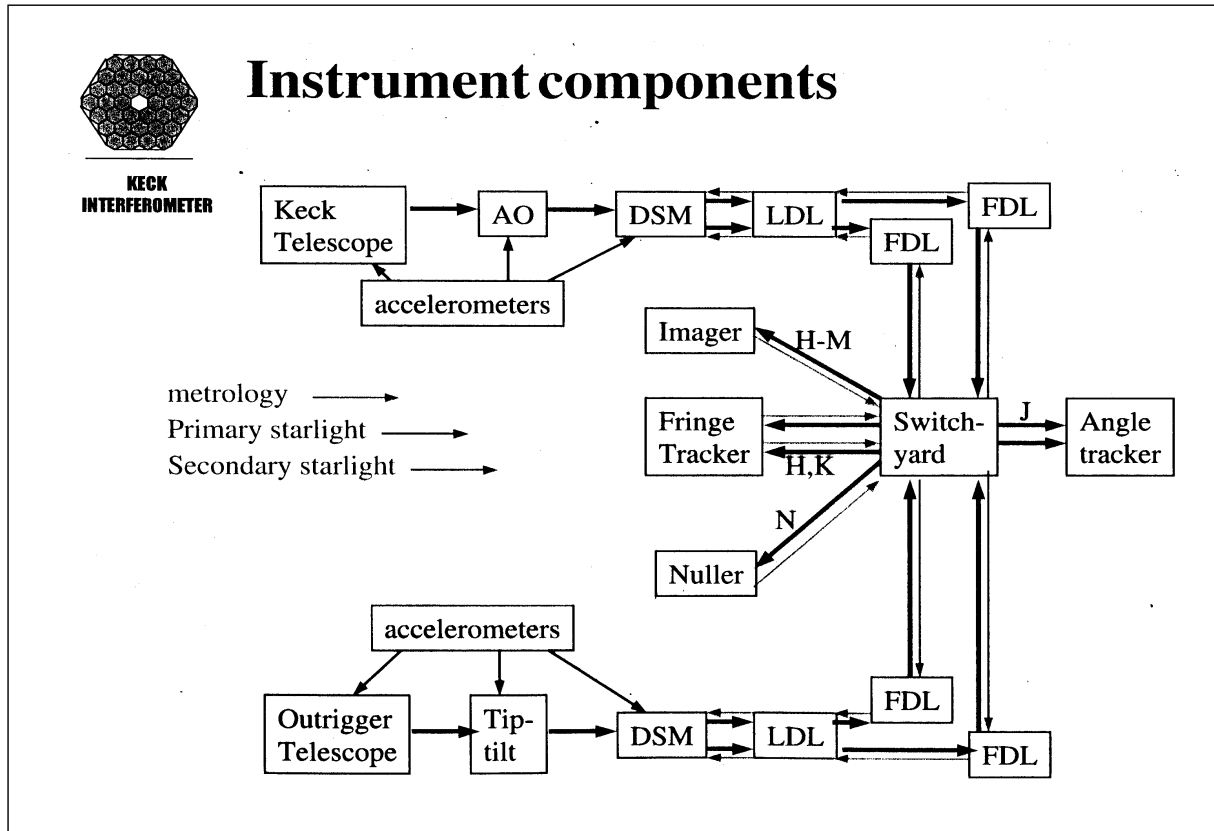 Instrument components
KECK
INTERFEROMETER
Keck
Telescope
AO
DSM
LDL
FDL
FDL
accelerometers
Imager
H-M
metrology
Primary starlight
Secondary starlight
Fringe
Tracker
H,K
Switch-
yard
J
Angle
tracker
N
Nuller
accelerometers
Outrigger
Telescope
Tip-
tilt
DSM
LDL
FDL
FDL